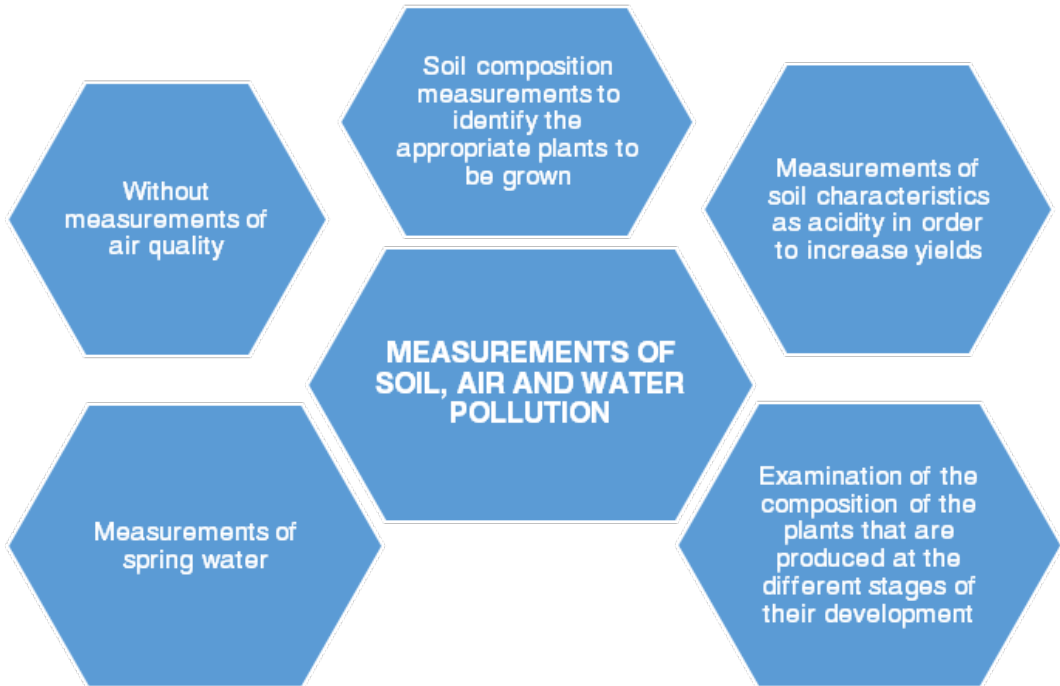 Soil composition
measurements to
identify the
appropriate plants to
be grown
Without
measurements of
air quality
Measurements of
soil characteristics
as acidity in order
to increase yields
MEASUREMENTS OF
SOIL, AIR AND WATER
POLLUTION
Measurements of
spring water
Examination of the
composition of the
plants that are
produced at the
different stages of
their development